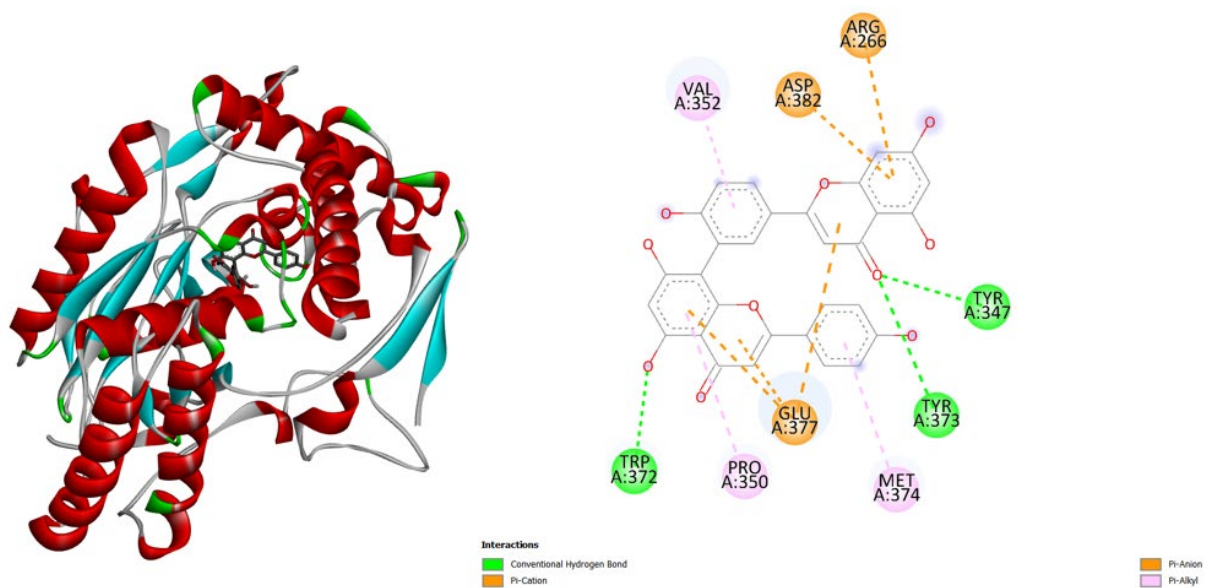 ARG
A:266
VAL
A:352
ASP
A:382
O
O
O
O
O
O
O
O
TYR
A:347
O
O
O
GLU
A:377
TYR
A:373
TRP
A:372
PRO
A:350
MET
A:374
Interactions
Conventional Hydrogen Bond
Pi-Cation
Pi-Anion
Pi-Alkyl